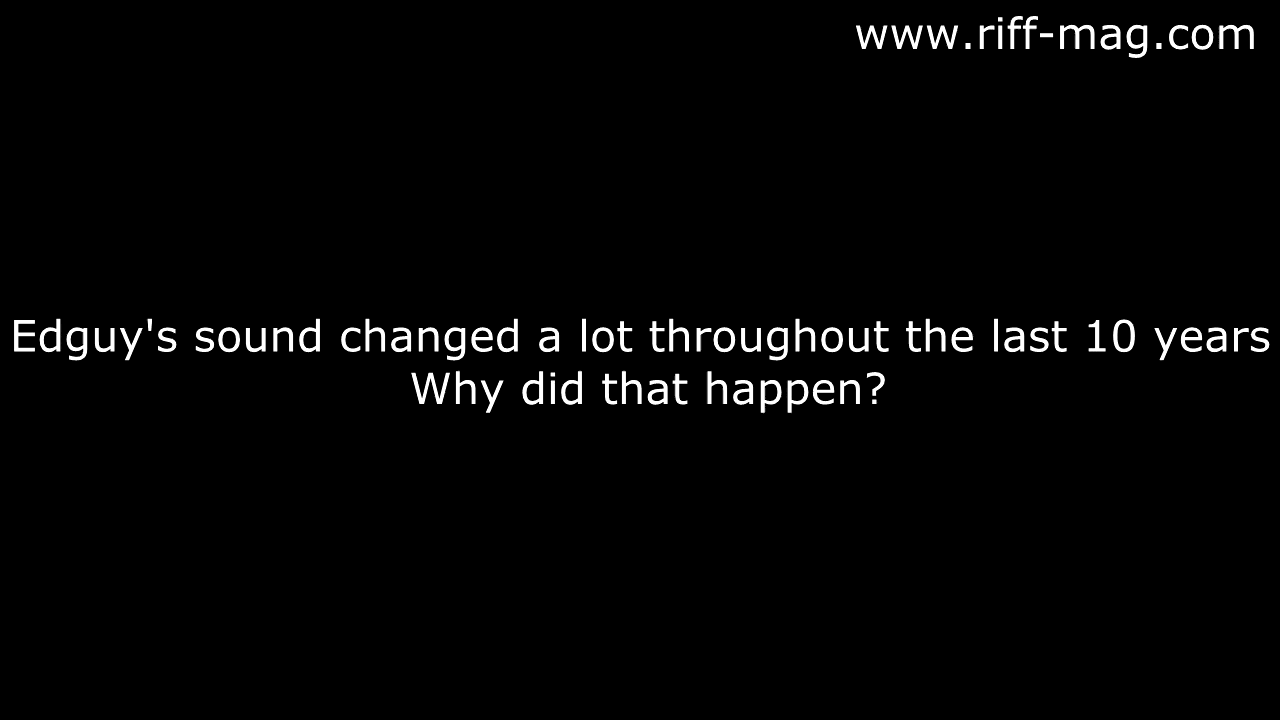 www.riff-mag.com
Edguy's sound changed a lot throughout the last 10 years
Why did that happen?